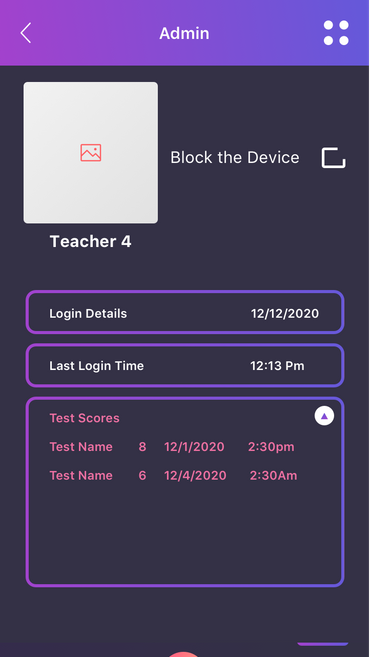 Admin
Block the Device
Teacher 4
Login Details 12/12/2020
Last Login Time 12:13 Pm
Test Scores
Test Name 8 12/1/2020 2:30pm
Test Name 6 12/4/2020 2:30Am